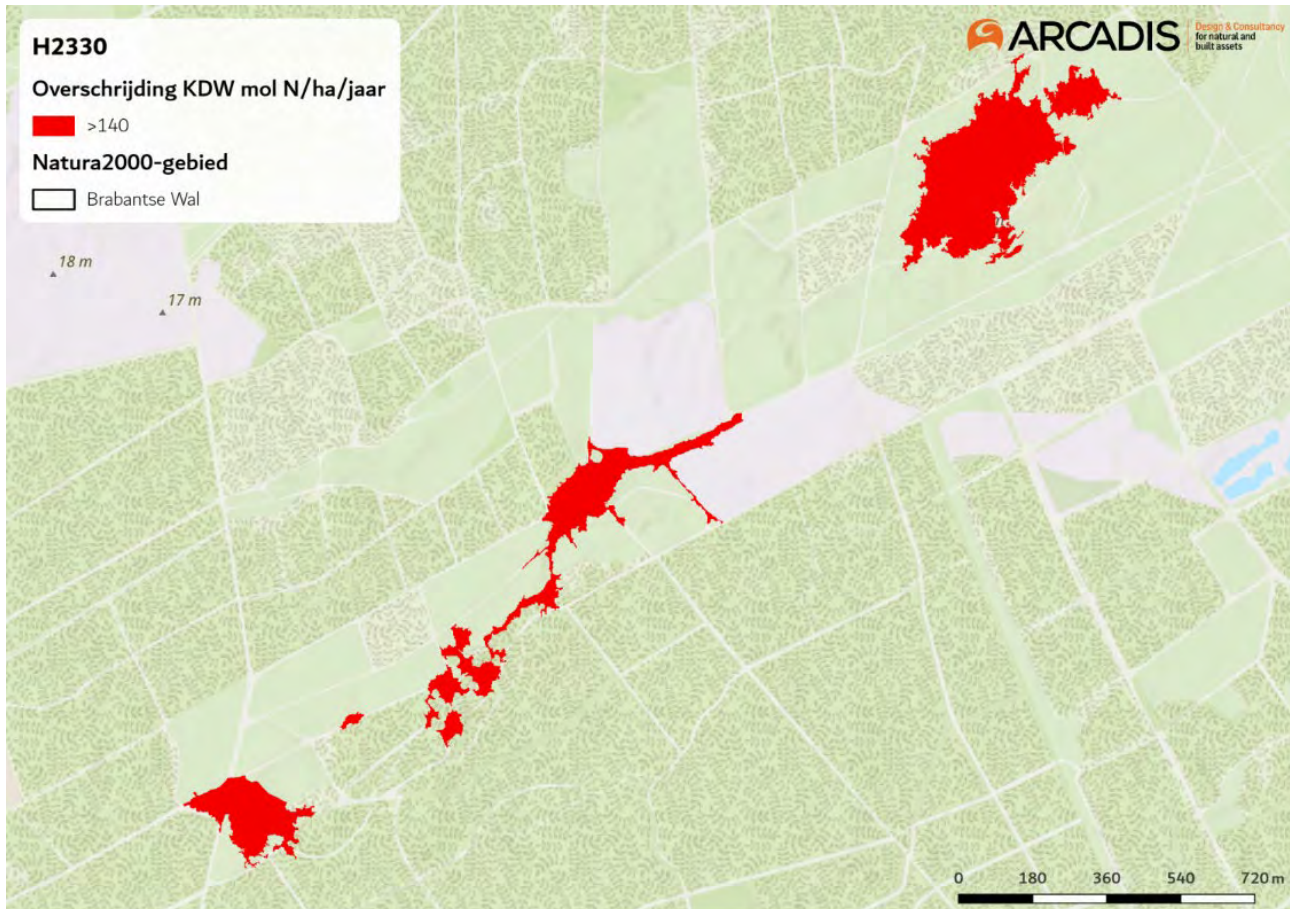 H2330
Overschrijding KDW mol N/ha/jaar
>140
Natura2000-gebied
Brabantse Wal
ARCADIS
Design & Consultancy
for natural and
built assets
18 m
17 m
0 180 360 540 720 m